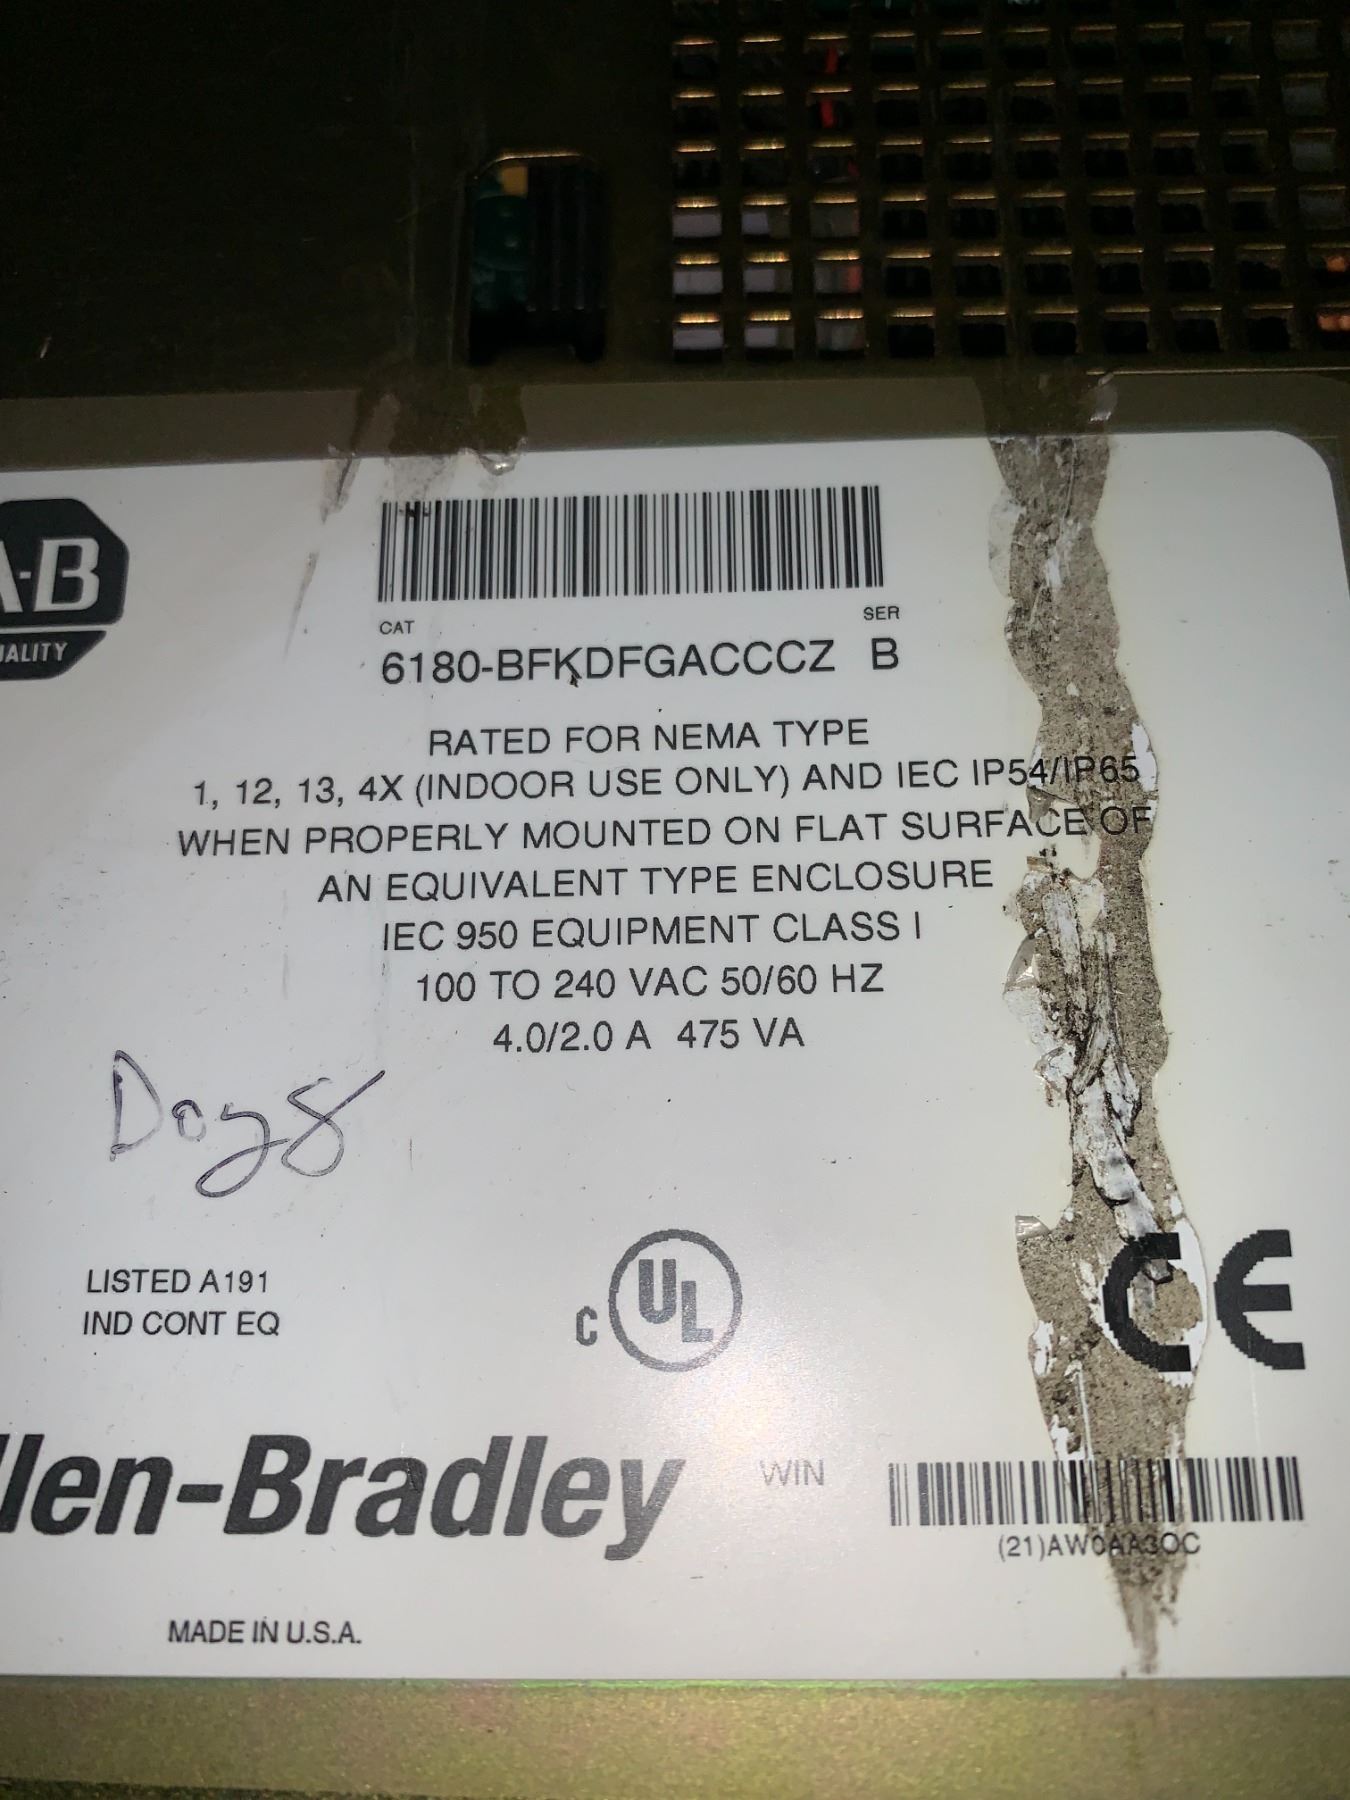 A-B
QUALITY
CAT SER
6180-BFKDFGACCCZ B
RATED FOR NEMA TYPE
1, 12, 13, 4X (INDOOR USE ONLY) AND IEC IP54/IP65
WHEN PROPERLY MOUNTED ON FLAT SURFACE OF
AN EQUIVALENT TYPE ENCLOSURE
IEC 950 EQUIPMENT CLASS I
100 TO 240 VAC 50/60 HZ
4.0/2.0 A 475 VA
LISTED A191
IND CONT EQ
C UL
CE
llen-Bradley
WIN
(21)AW0AA3OC
MADE IN U.S.A.